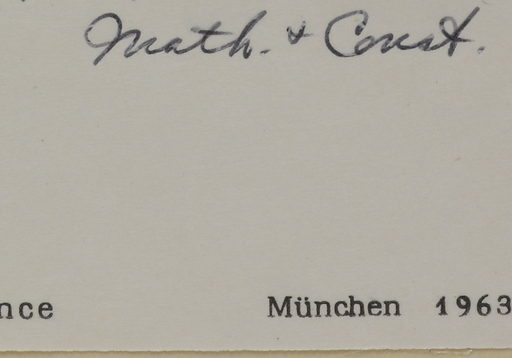 Math. + Const.
nce München 1963